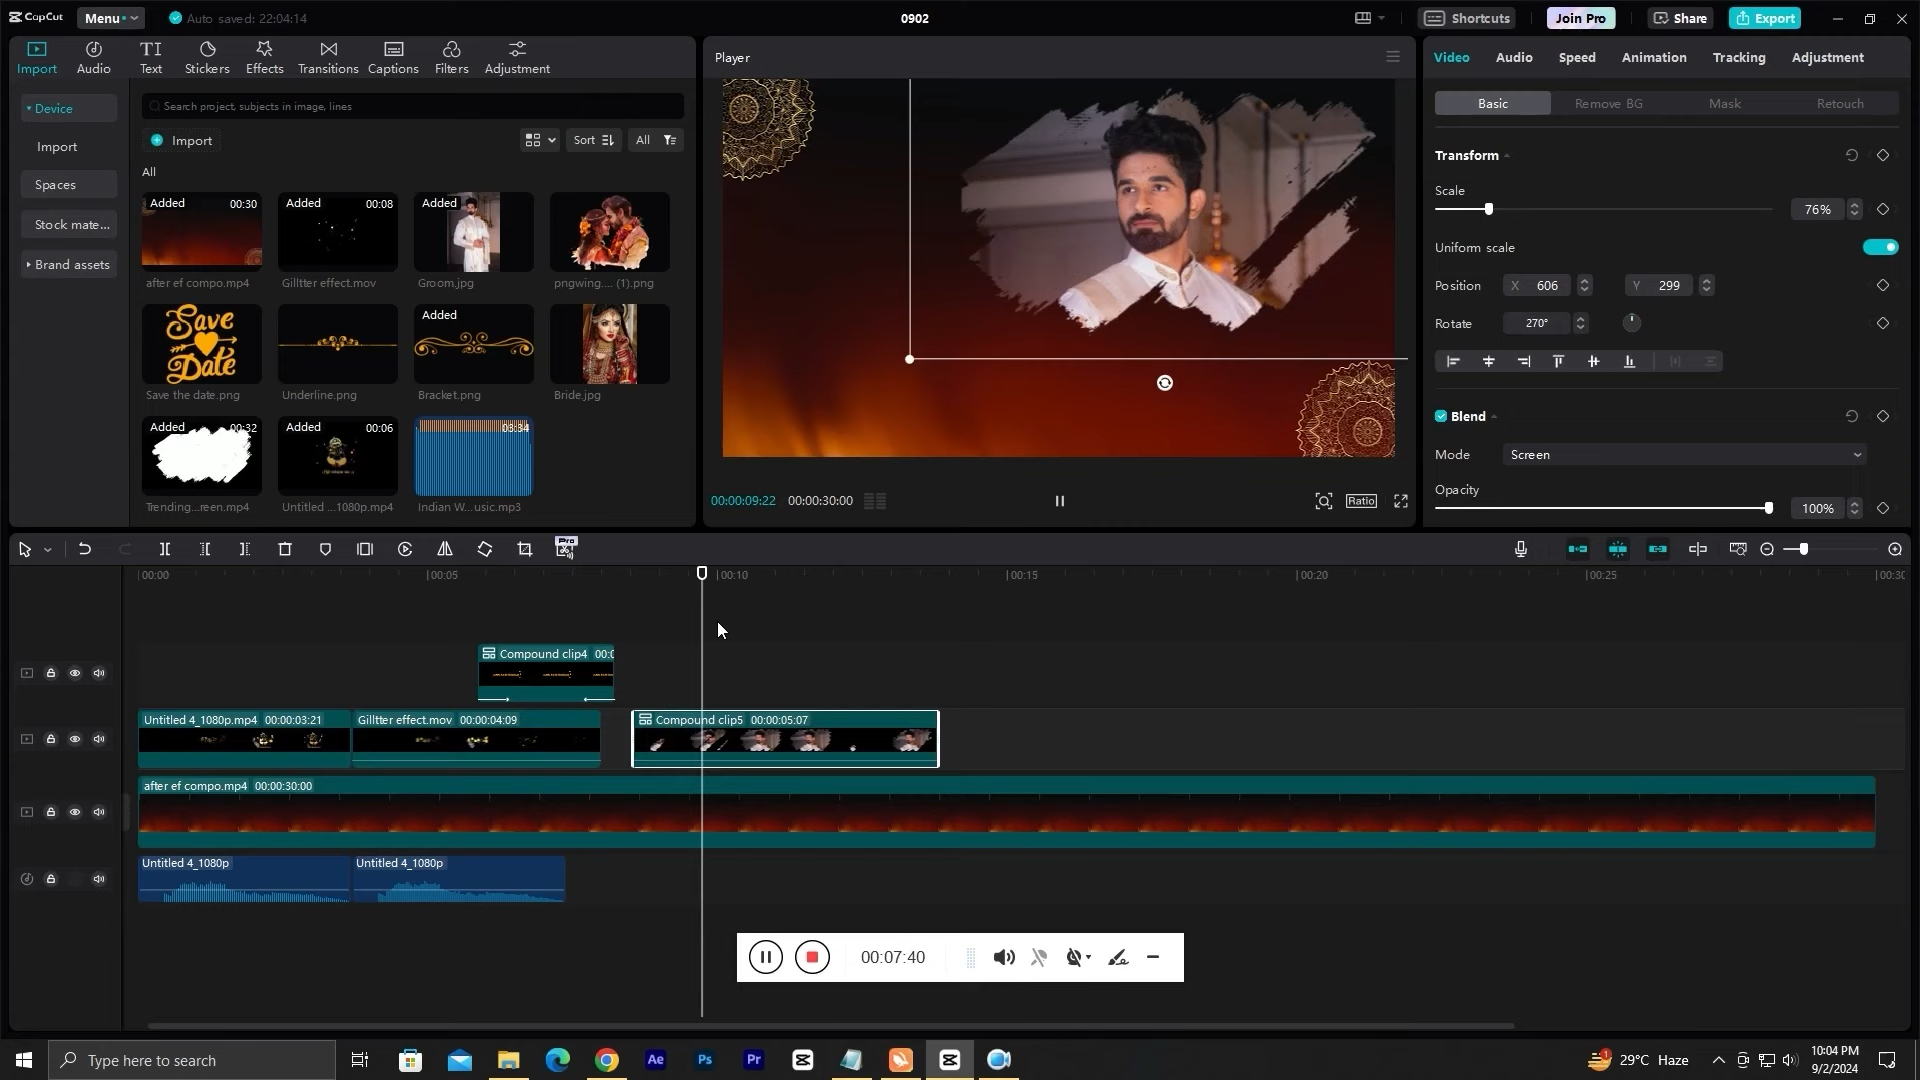 CapCut
Menu
Auto saved: 22:04:14
0902
Shortcuts
Join Pro
Share
Export
Import
Audio
Text
Stickers
Effects
Transitions
Captions
Filters
Adjustment
Device
Import
Spaces
Stock mate...
Brand assets
Search project, subjects in image, lines
Import
Sort
All
All
Added 00:30
after ef compo.mp4
Added 00:08
Gilltter effect.mov
Added
Groom.jpg
pngwing.... (1).png
Save the Date
Save the date.png
Underline.png
Added
Bracket.png
Bride.jpg
Added 00:32
Trending...reen.mp4
Added 00:06
Untitled ...1080p.mp4
03:34
Indian W...usic.mp3
Player
00:00:09:22 00:00:30:00
Ratio
Video
Audio
Speed
Animation
Tracking
Adjustment
Basic
Remove BG
Mask
Retouch
Transform
Scale
76%
Uniform scale
Position X 606 Y 299
Rotate 270°
Blend
Mode Screen
Opacity
100%
Pro
00:00
00:05
00:10
00:15
00:20
00:25
00:30
Compound clip4 00:0
Untitled 4_1080p.mp4 00:00:03:21
Gilltter effect.mov 00:00:04:09
Compound clip5 00:00:05:07
after ef compo.mp4 00:00:30:00
Untitled 4_1080p
Untitled 4_1080p
00:07:40
Type here to search
Ae
Ps
Pr
1
29°C Haze
10:04 PM
9/2/2024